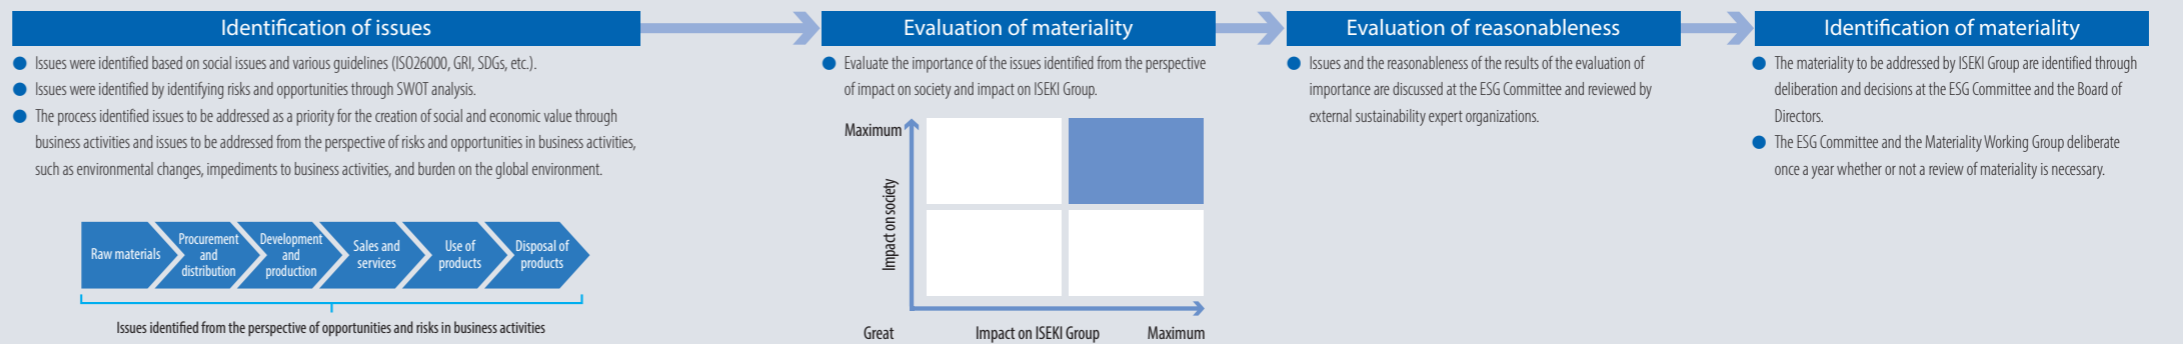 Identification of issues
● Issues were identified based on social issues and various guidelines (ISO26000, GRI, SDGs, etc.).
● Issues were identified by identifying risks and opportunities through SWOT analysis.
● The process identified issues to be addressed as a priority for the creation of social and economic value through
business activities and issues to be addressed from the perspective of risks and opportunities in business activities,
such as environmental changes, impediments to business activities, and burden on the global environment.
Raw materials
Procurement
and
distribution
Development
and
production
Sales and
services
Use of
products
Disposal of
products
Issues identified from the perspective of opportunities and risks in business activities
Evaluation of materiality
● Evaluate the importance of the issues identified from the perspective
of impact on society and impact on ISEKI Group.
Maximum
Impact on society
Great
Impact on ISEKI Group
Maximum
Evaluation of reasonableness
● Issues and the reasonableness of the results of the evaluation of
importance are discussed at the ESG Committee and reviewed by
external sustainability expert organizations.
Identification of materiality
● The materiality to be addressed by ISEKI Group are identified through
deliberation and decisions at the ESG Committee and the Board of
Directors.
● The ESG Committee and the Materiality Working Group deliberate
once a year whether or not a review of materiality is necessary.